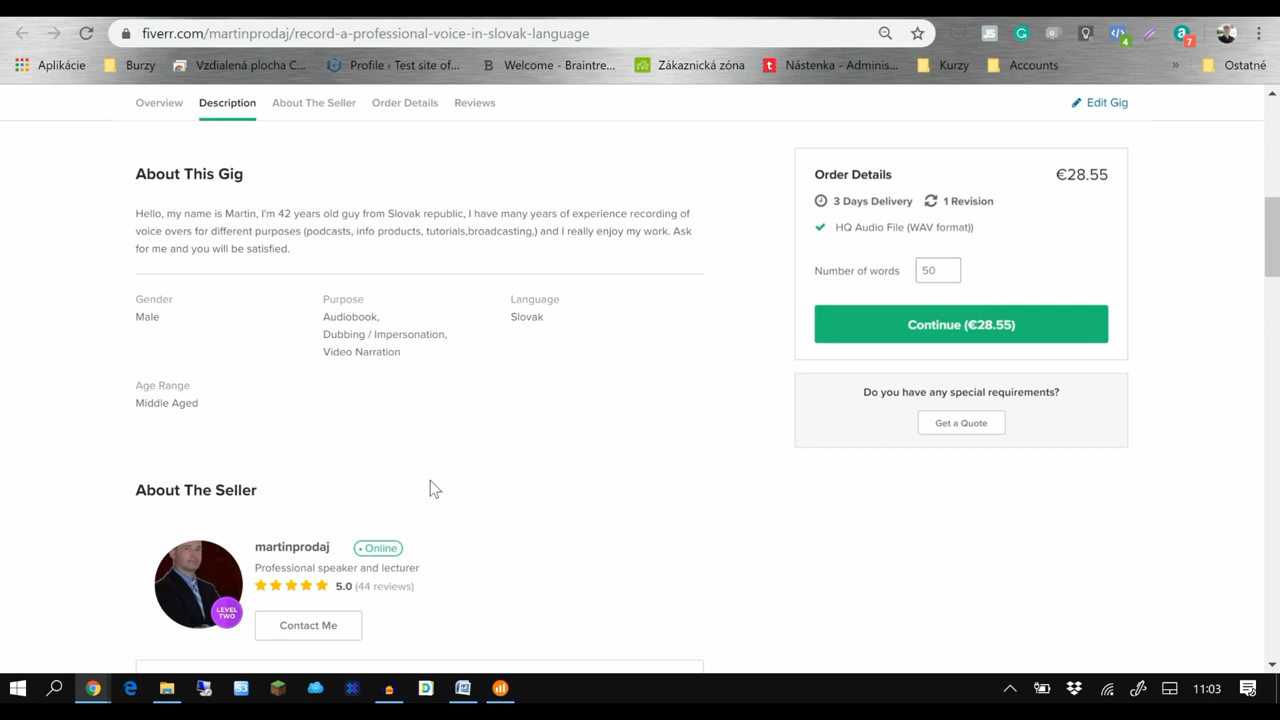 fiverr.com/martinprodaj/record-a-professional-voice-in-slovak-language
JS
4
a
7
Aplikácie
Burzy
Vzdialená plocha C...
Profile ‹ Test site of...
B
Welcome - Braintre...
Zákaznická zóna
t
Nástenka ‹ Adminis...
Kurzy
Accounts
»
Ostatné
Overview
Description
About The Seller
Order Details
Reviews
Edit Gig
About This Gig
Hello, my name is Martin, I'm 42 years old guy from Slovak republic, I have many years of experience recording of
voice overs for different purposes (podcasts, info products, tutorials,broadcasting,) and I really enjoy my work. Ask
for me and you will be satisfied.
Gender
Male
Purpose
Audiobook,
Dubbing / Impersonation,
Video Narration
Language
Slovak
Age Range
Middle Aged
Order Details
€28.55
3 Days Delivery
1 Revision
HQ Audio File (WAV format))
Number of words
50
Continue (€28.55)
Do you have any special requirements?
Get a Quote
About The Seller
martinprodaj
• Online
Professional speaker and lecturer
5.0 (44 reviews)
LEVEL
TWO
Contact Me
11:03